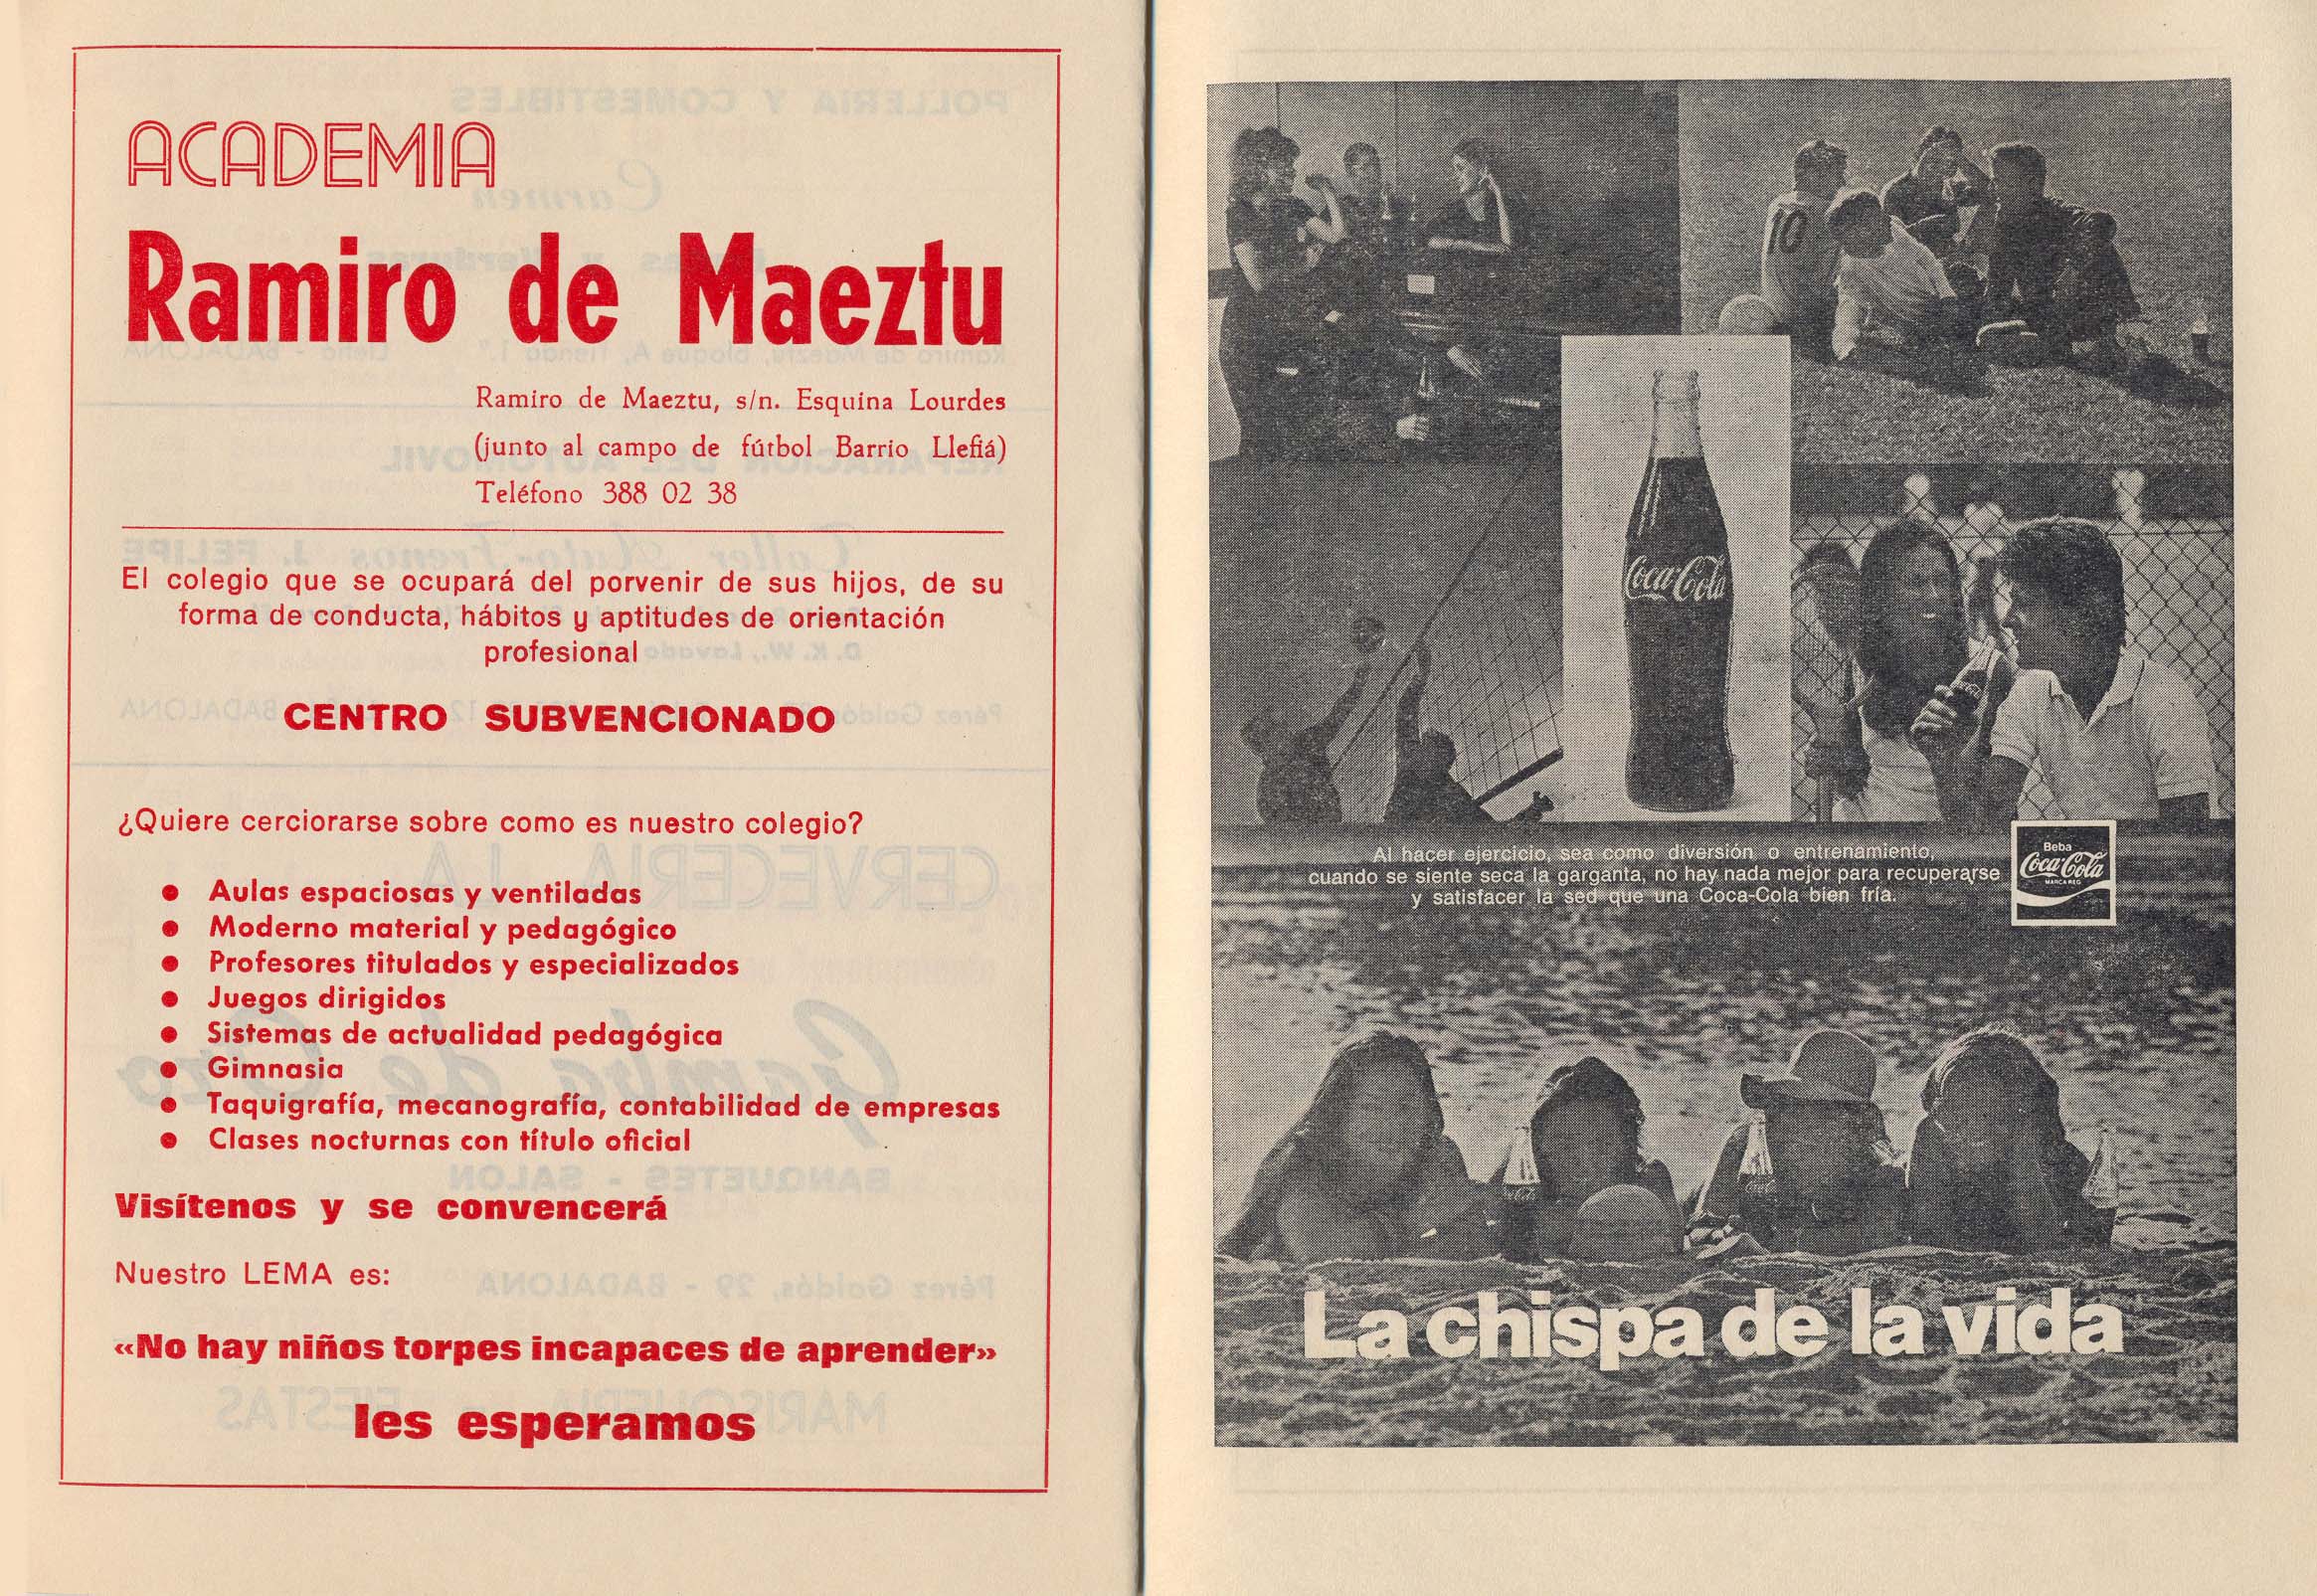 ACADEMIA
Ramiro de Maeztu
Ramiro de Maeztu, s/n. Esquina Lourdes
(junto al campo de fútbol Barrio Llefiá)
Teléfono 388 02 38
El colegio que se ocupará del porvenir de sus hijos, de su
forma de conducta, hábitos y aptitudes de orientación
profesional
CENTRO SUBVENCIONADO
¿Quiere cerciorarse sobre como es nuestro colegio?
● Aulas espaciosas y ventiladas
● Moderno material y pedagógico
● Profesores titulados y especializados
● Juegos dirigidos
● Sistemas de actualidad pedagógica
● Gimnasia
● Taquigrafía, mecanografía, contabilidad de empresas
● Clases nocturnas con título oficial
Visítenos y se convencerá
Nuestro LEMA es:
«No hay niños torpes incapaces de aprender»
les esperamos
10
Coca-Cola
Al hacer ejercicio, sea como diversión o entrenamiento,
cuando se siente seca la garganta, no hay nada mejor para recuperarse
y satisfacer la sed que una Coca-Cola bien fría.
Beba
Coca-Cola
MARCA REG
La chispa de la vida